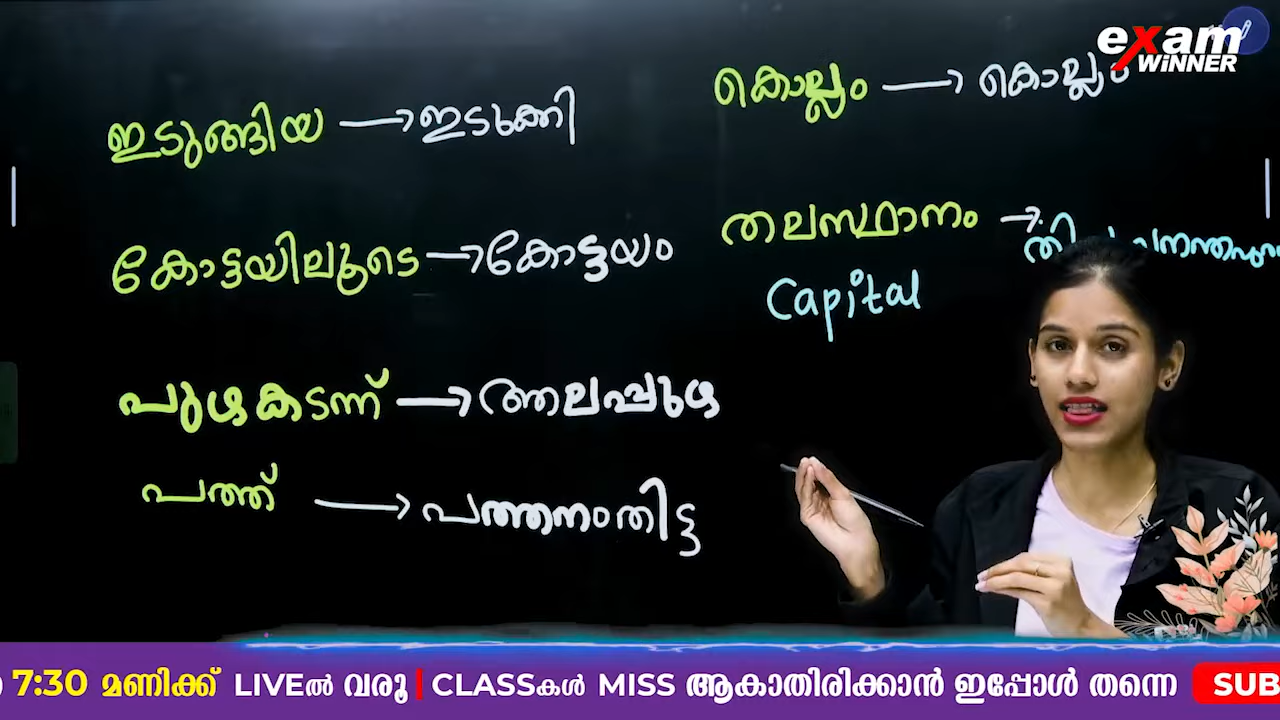 exam
WiNNER
ഇടുങ്ങിയ → ഇടുക്കി
കൊല്ലം → കൊല്ലം
കോട്ടയിലൂടെ → കോട്ടയം
തലസ്ഥാനം →
Capital
പുഴകടന്ന് → ആലപ്പുഴ
പത്ത് → പത്തനംതിട്ട
7:30 മണിക്ക് LIVEൽ വരൂ | CLASSകൾ MISS ആകാതിരിക്കാൻ ഇപ്പോൾ തന്നെ SUB